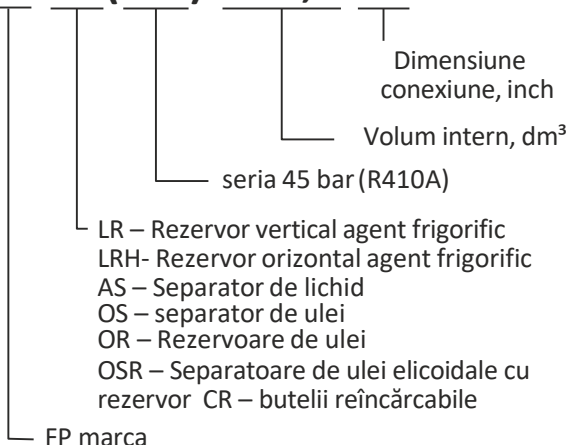 Dimensiune
conexiune, inch
Volum intern, dm³
seria 45 bar (R410A)
LR – Rezervor vertical agent frigorific
LRH- Rezervor orizontal agent frigorific
AS – Separator de lichid
OS – separator de ulei
OR – Rezervoare de ulei
OSR – Separatoare de ulei elicoidale cu
rezervor CR – butelii reîncărcabile
FP marca